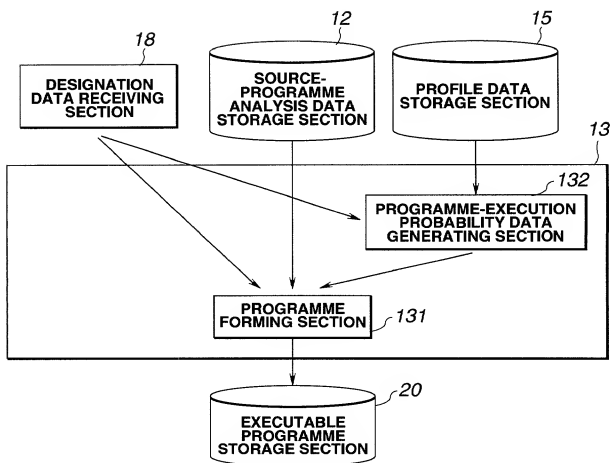 18
DESIGNATION
DATA RECEIVING
SECTION
12
SOURCE-
PROGRAMME
ANALYSIS DATA
STORAGE SECTION
15
PROFILE DATA
STORAGE SECTION
13
132
PROGRAMME-EXECUTION
PROBABILITY DATA
GENERATING SECTION
PROGRAMME
FORMING SECTION
131
20
EXECUTABLE
PROGRAMME
STORAGE SECTION